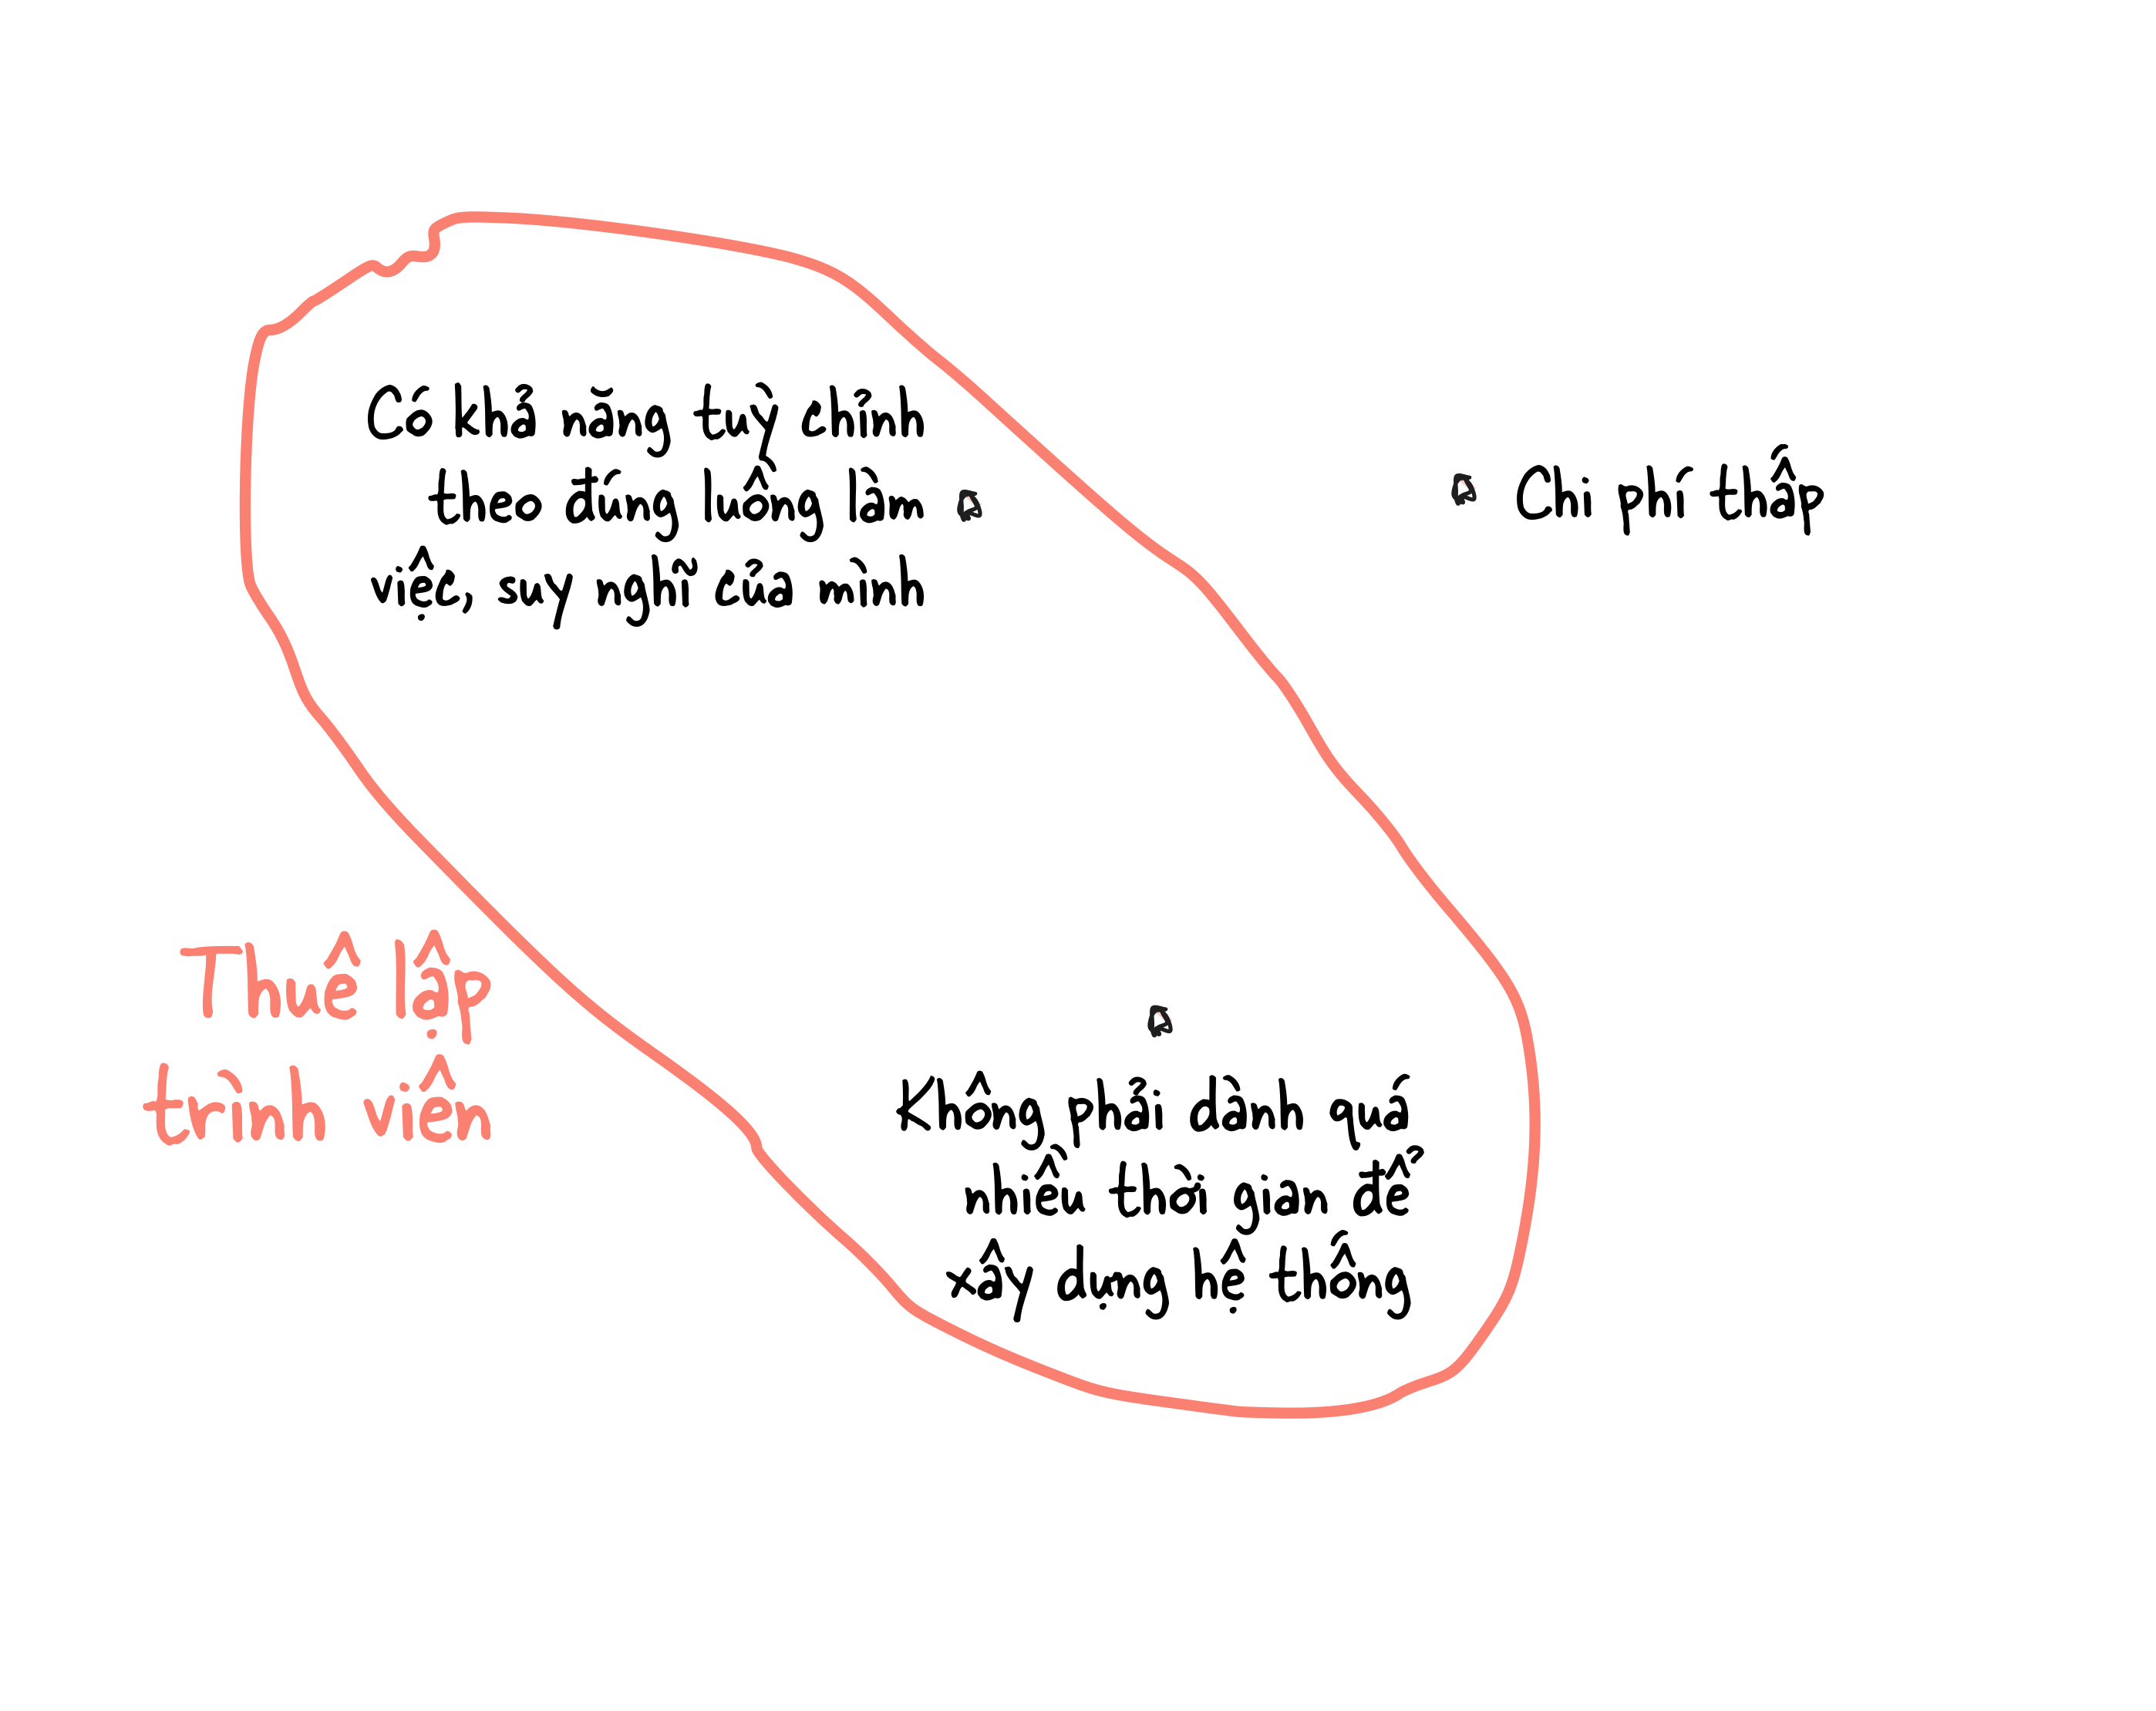 Có khả năng tuỳ chỉnh
theo đúng luồng làm
việc, suy nghĩ của mình
Chi phí thấp
Thuê lập
trình viên
Không phải dành quá
nhiều thời gian để
xây dựng hệ thống